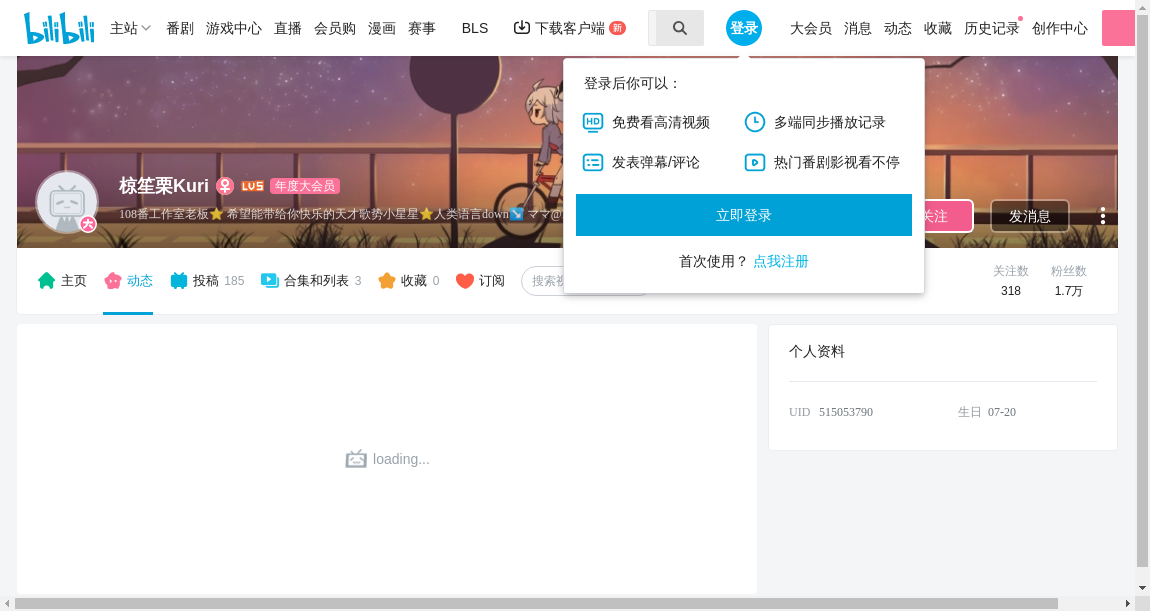 bilibili 主站 番剧 游戏中心 直播 会员购 漫画 赛事 BLS 下载客户端 新 登录 大会员 消息 动态 收藏 历史记录 创作中心
登录后你可以：
HD 免费看高清视频 多端同步播放记录
发表弹幕/评论 热门番剧影视看不停
立即登录
首次使用？ 点我注册
椋笙栗Kuri LV5 年度大会员
108番工作室老板⭐希望能带给你快乐的天才耿势小星星⭐人类语言down↘️ ママ@
大
关注 发消息
主页 动态 投稿 185 合集和列表 3 收藏 0 订阅 搜索视
关注数 粉丝数
318 1.7万
loading...
个人资料
UID 515053790 生日 07-20